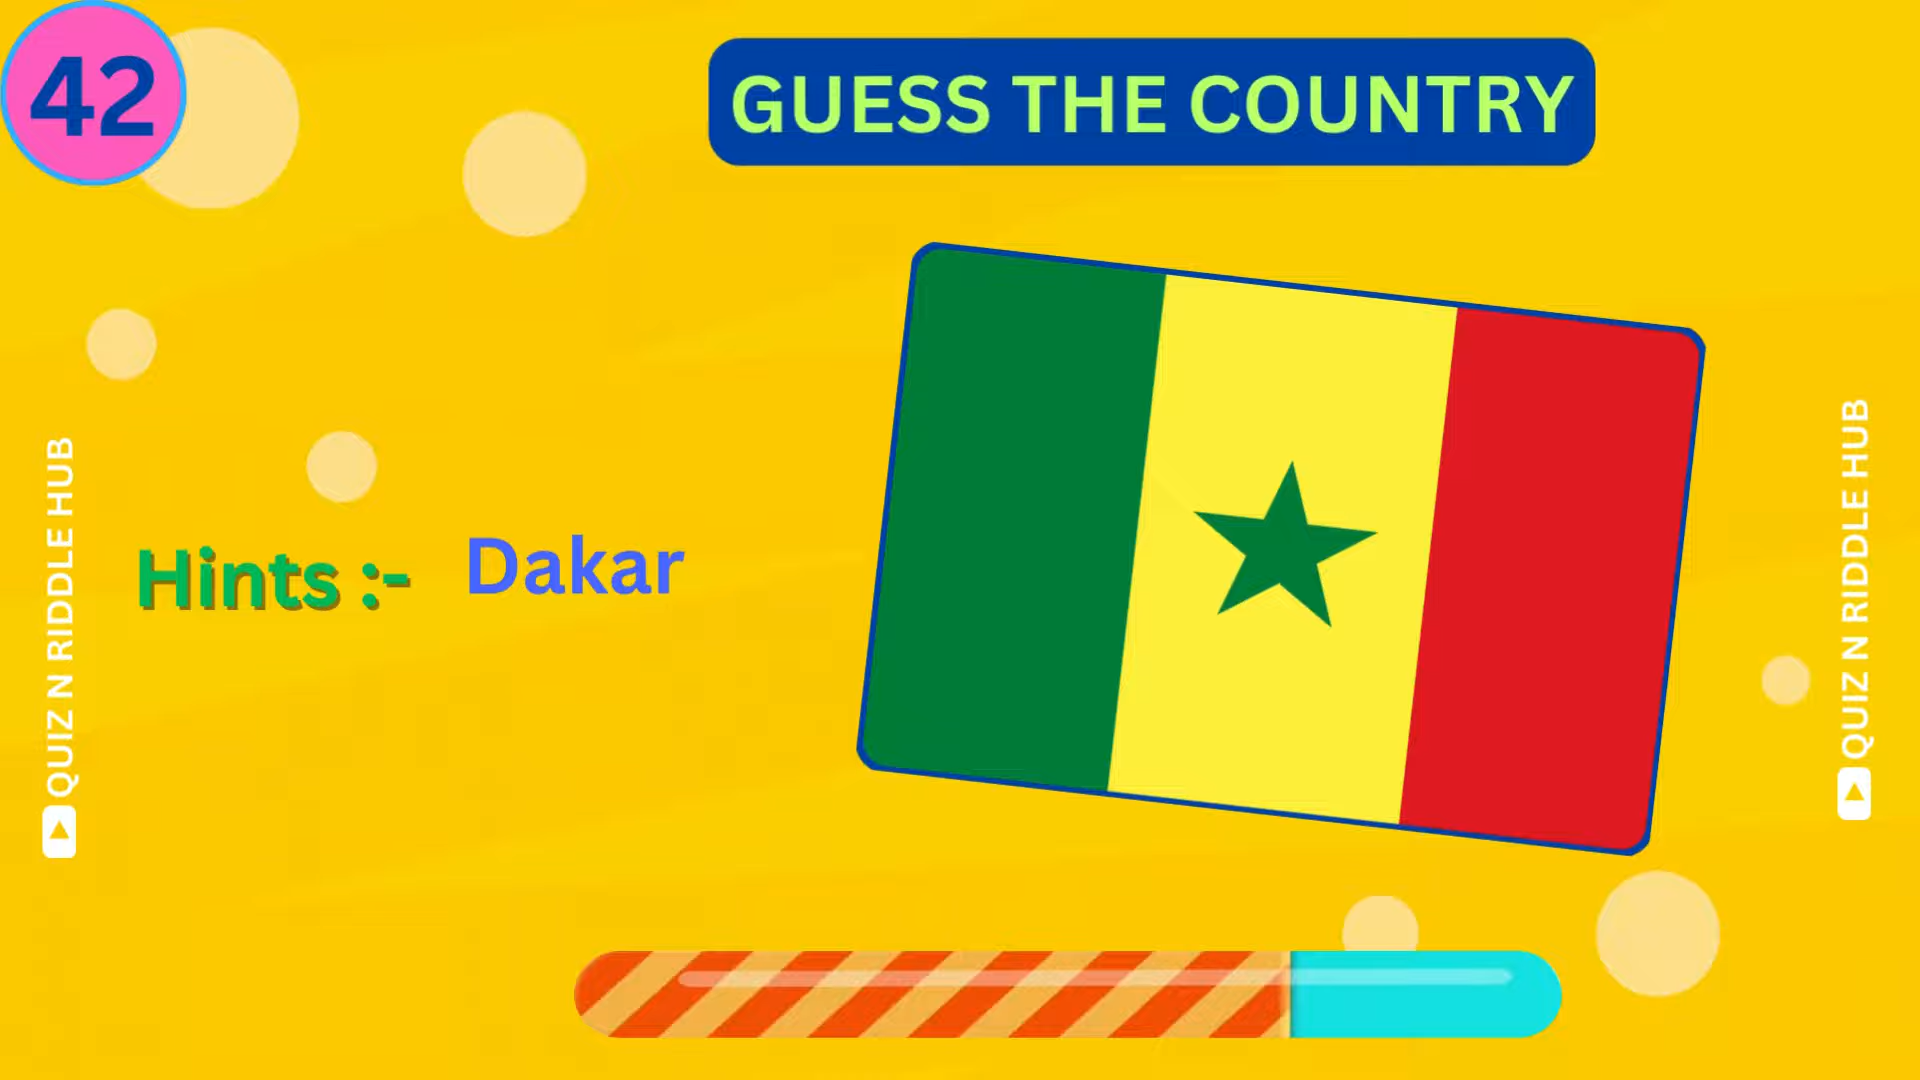 42
GUESS THE COUNTRY
Hints :- Dakar
QUIZ N RIDDLE HUB
QUIZ N RIDDLE HUB